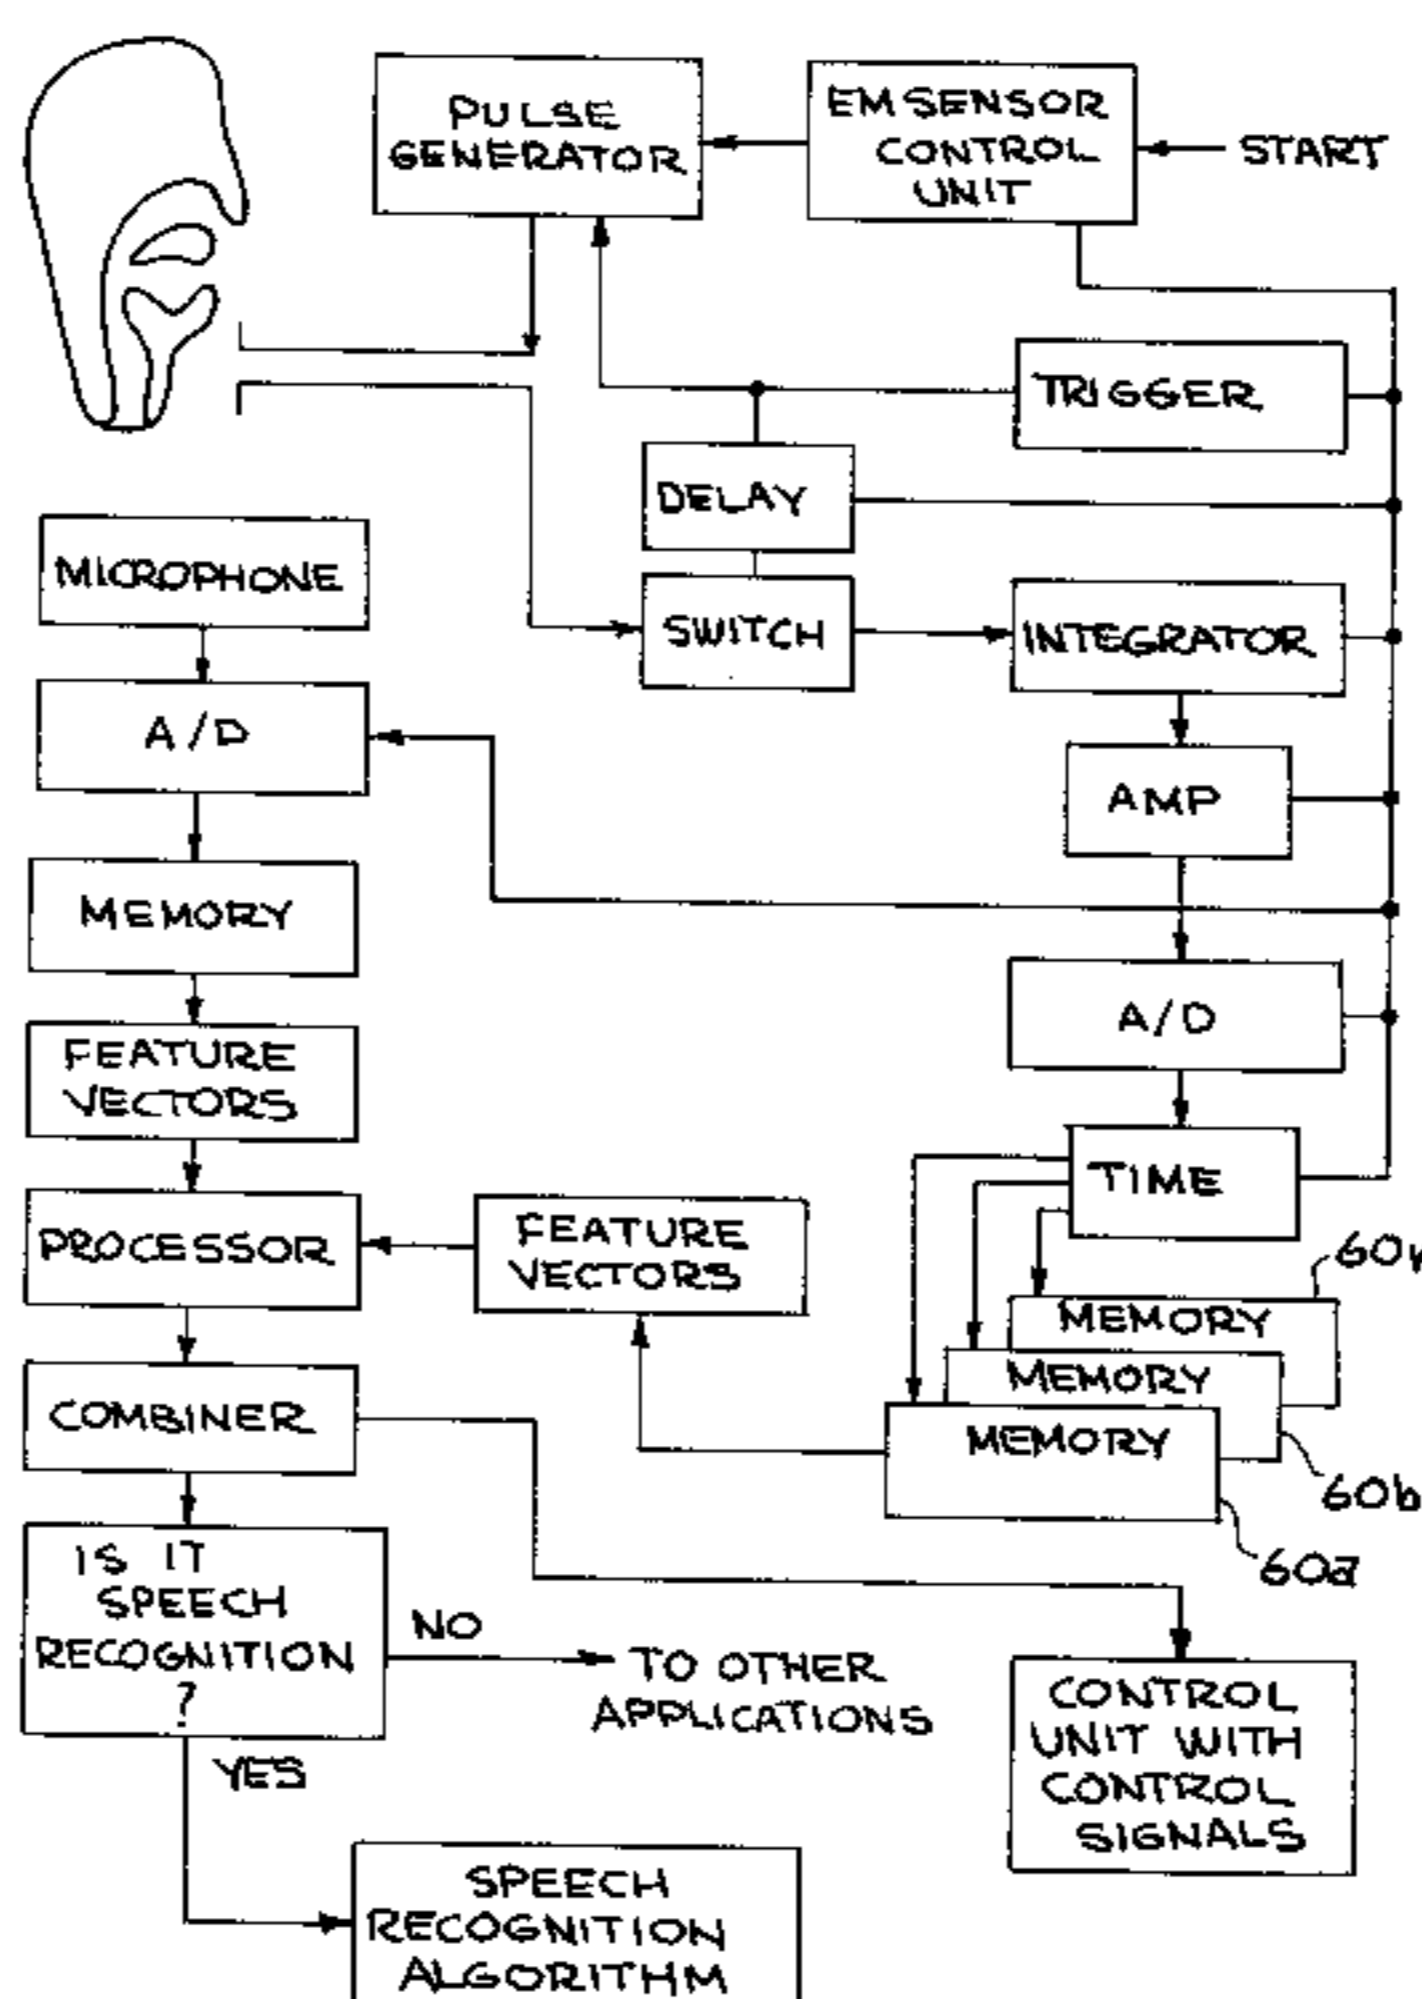 PULSE
GENERATOR
EM SENSOR
CONTROL
UNIT
START
TRIGGER
DELAY
MICROPHONE
SWITCH
INTEGRATOR
A/D
AMP
MEMORY
A/D
FEATURE
VECTORS
TIME
PROCESSOR
FEATURE
VECTORS
MEMORY
MEMORY
60b
MEMORY
60a
COMBINER
IS IT
SPEECH
RECOGNITION
?
NO
TO OTHER
APPLICATIONS
YES
CONTROL
UNIT WITH
CONTROL
SIGNALS
SPEECH
RECOGNITION
ALGORITHM